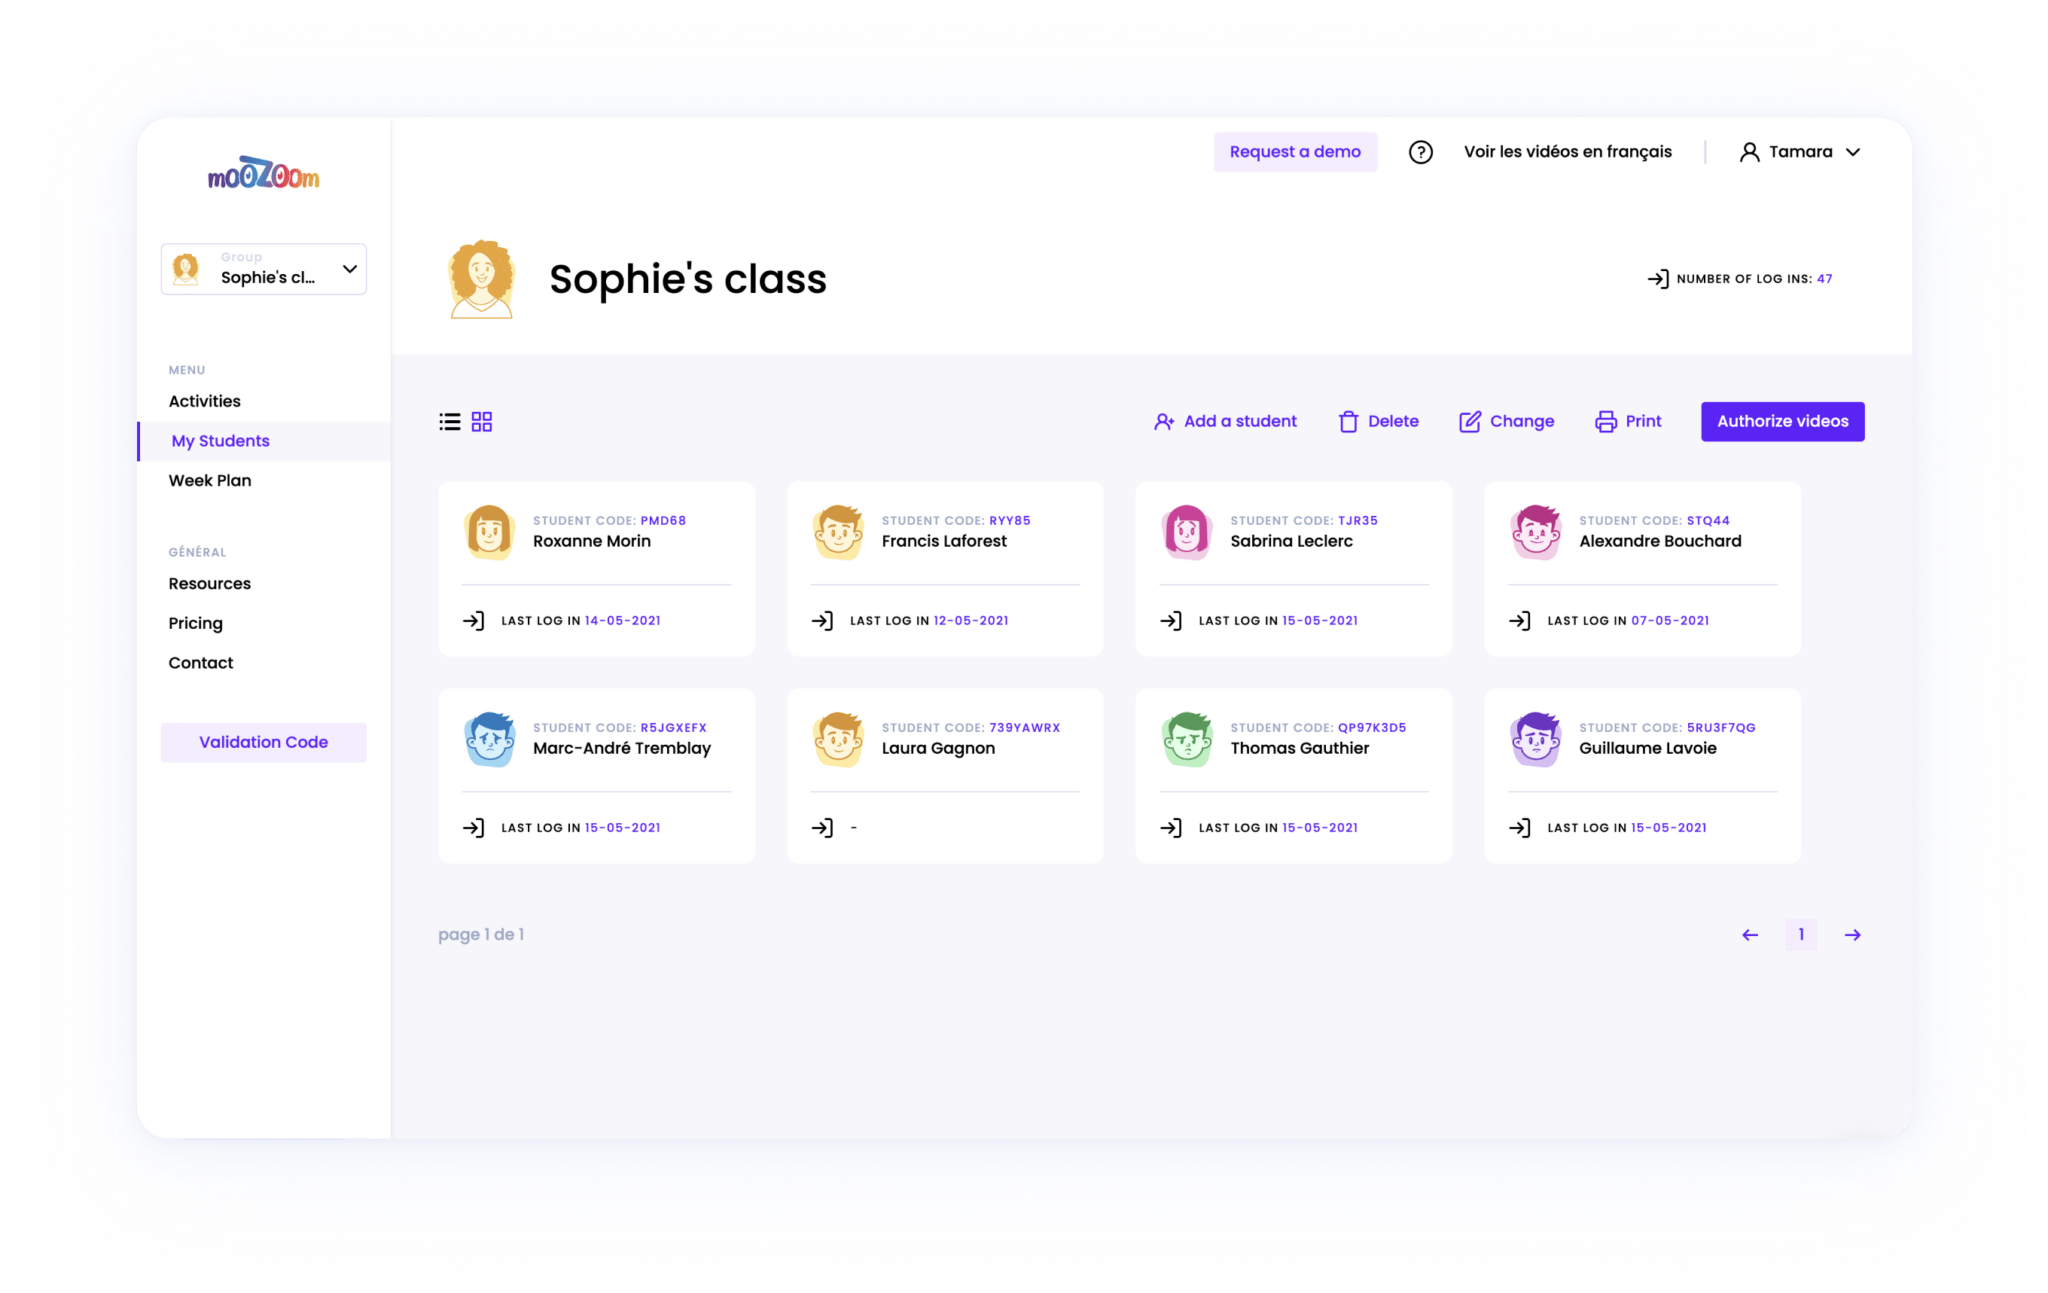 Request a demo
Voir les vidéos en français
Tamara
mooZoom
Group
Sophie's cl...
Sophie's class
NUMBER OF LOG INS: 47
MENU
Activities
My Students
Week Plan
GÉNÉRAL
Resources
Pricing
Contact
Validation Code
Add a student
Delete
Change
Print
Authorize videos
STUDENT CODE: PMD68
Roxanne Morin
LAST LOG IN 14-05-2021
STUDENT CODE: RYY85
Francis Laforest
LAST LOG IN 12-05-2021
STUDENT CODE: TJR35
Sabrina Leclerc
LAST LOG IN 15-05-2021
STUDENT CODE: STQ44
Alexandre Bouchard
LAST LOG IN 07-05-2021
STUDENT CODE: R5JGXEFX
Marc-André Tremblay
LAST LOG IN 15-05-2021
STUDENT CODE: 739YAWRX
Laura Gagnon
-
STUDENT CODE: QP97K3D5
Thomas Gauthier
LAST LOG IN 15-05-2021
STUDENT CODE: 5RU3F7QG
Guillaume Lavoie
LAST LOG IN 15-05-2021
page 1 de 1
1